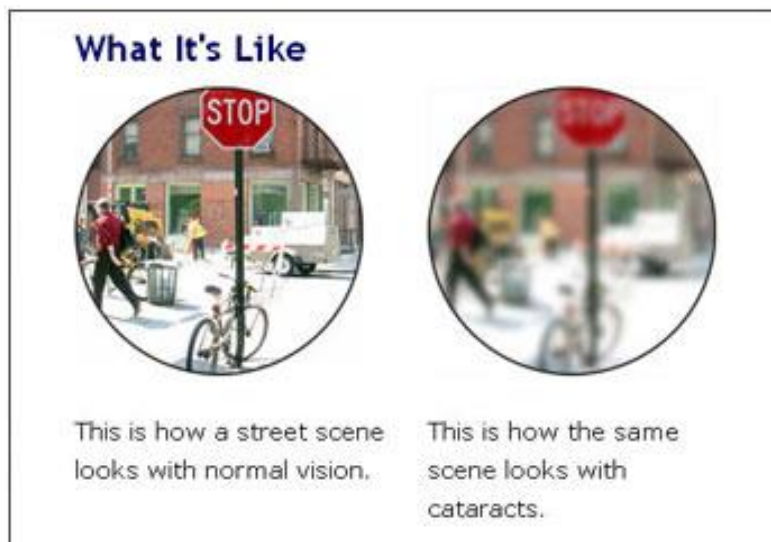 What It's Like
STOP
STOP
This is how a street scene
looks with normal vision.
This is how the same
scene looks with
cataracts.